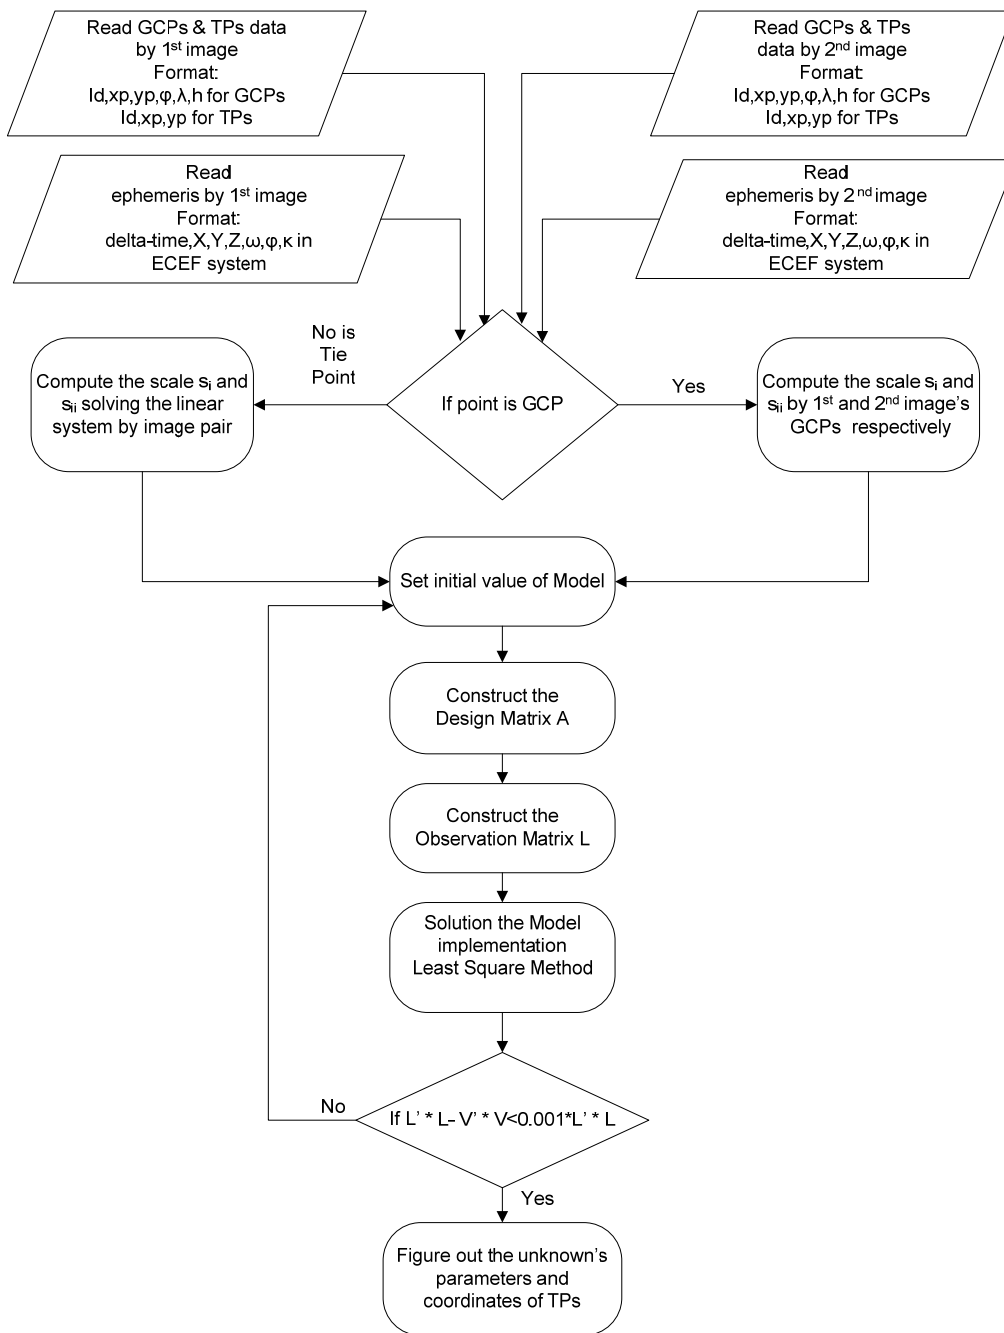 Read GCPs & TPs data
by 1st image
Format:
Id,xp,yp,φ,λ,h for GCPs
Id,xp,yp for TPs
Read GCPs & TPs
data by 2nd image
Format:
Id,xp,yp,φ,λ,h for GCPs
Id,xp,yp for TPs
Read
ephemeris by 1st image
Format:
delta-time,X,Y,Z,ω,φ,κ in
ECEF system
Read
ephemeris by 2nd image
Format:
delta-time,X,Y,Z,ω,φ,κ in
ECEF system
No is
Tie
Point
If point is GCP
Yes
Compute the scale si and
sii solving the linear
system by image pair
Compute the scale si and
sii by 1st and 2nd image's
GCPs respectively
Set initial value of Model
Construct the
Design Matrix A
Construct the
Observation Matrix L
Solution the Model
implementation
Least Square Method
No
If L' * L– V' * V<0.001*L' * L
Yes
Figure out the unknown's
parameters and
coordinates of TPs